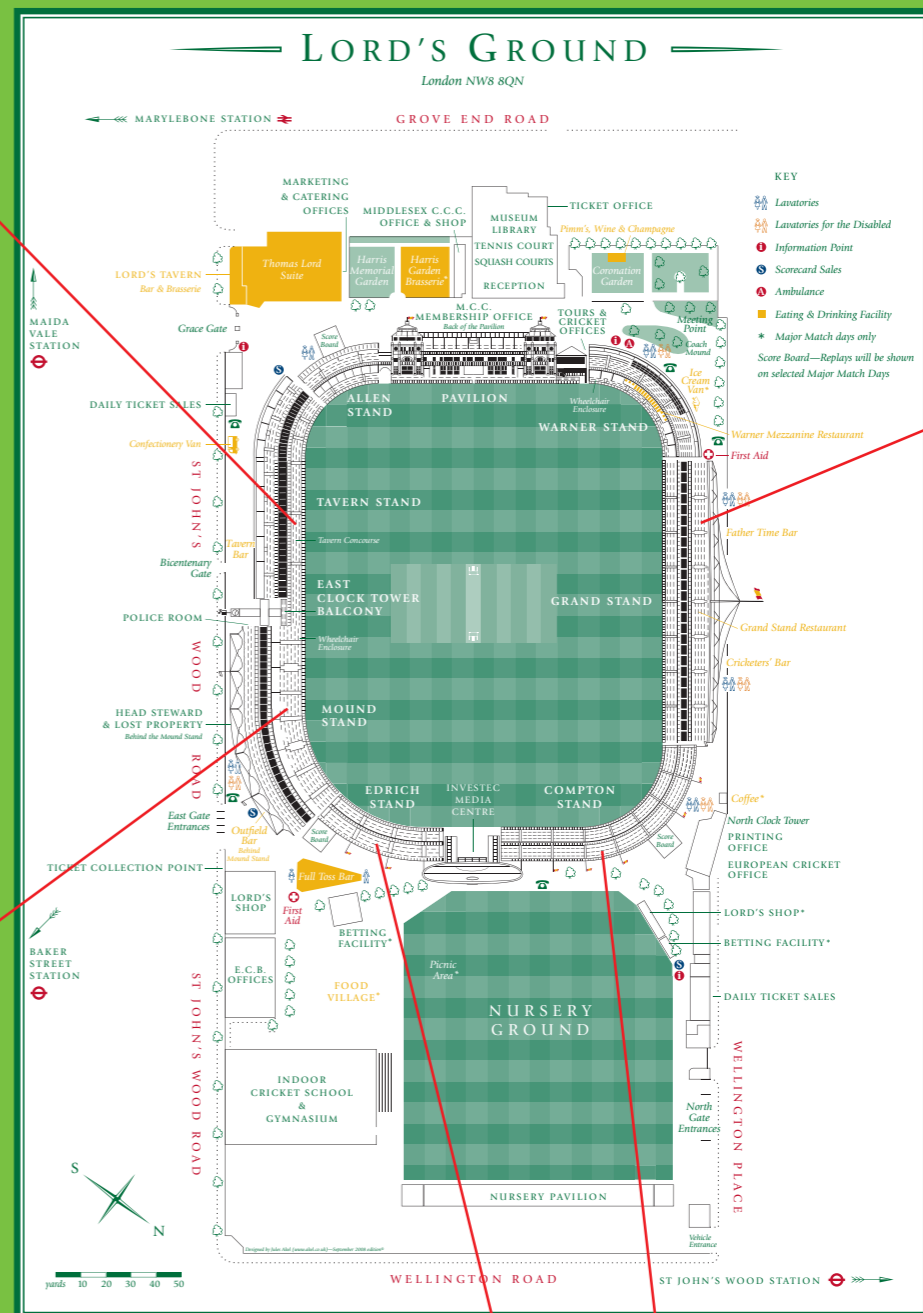 LORD'S GROUND
London NW8 8QN
MARYLEBONE STATION
GROVE END ROAD
KEY
Lavatories
Lavatories for the Disabled
Information Point
S
Scorecard Sales
A
Ambulance
Eating & Drinking Facility
* Major Match days only
Score Board—Replays will be shown
on selected Major Match Days
MARKETING
& CATERING
OFFICES
MIDDLESEX C.C.C.
OFFICE & SHOP
MUSEUM
LIBRARY
TENNIS COURT
SQUASH COURTS
RECEPTION
TICKET OFFICE
Pimm's, Wine & Champagne
LORD'S TAVERN
Bar & Brasserie
Thomas Lord
Suite
Harris
Memorial
Garden
Harris
Garden
Brasserie*
Coronation
Garden
M.C.C.
MEMBERSHIP OFFICE
Back of the Pavilion
TOURS &
CRICKET
OFFICES
Meeting
Point
Coach
Mound
MAIDA
VALE
STATION
Grace Gate
Score
Board
A
S
Ice
Cream
Van*
DAILY TICKET SALES
ALLEN
STAND
PAVILION
Wheelchair
Enclosure
WARNER STAND
Warner Mezzanine Restaurant
First Aid
Confectionery Van
ST JOHN'S WOOD ROAD
TAVERN STAND
Tavern Concourse
Tavern
Bar
Father Time Bar
Bicentenary
Gate
EAST
CLOCK TOWER
BALCONY
GRAND STAND
POLICE ROOM
Wheelchair
Enclosure
Grand Stand Restaurant
Cricketers' Bar
HEAD STEWARD
& LOST PROPERTY
Behind the Mound Stand
MOUND
STAND
EDRICH
STAND
INVESTEC
MEDIA
CENTRE
COMPTON
STAND
Coffee*
S
East Gate
Entrances
Outfield
Bar
Behind
Mound Stand
Score
Board
Score
Board
North Clock Tower
PRINTING
OFFICE
EUROPEAN CRICKET
OFFICE
TICKET COLLECTION POINT
Full Toss Bar
LORD'S
SHOP
First
Aid
BETTING
FACILITY*
LORD'S SHOP*
BETTING FACILITY*
S
BAKER
STREET
STATION
E.C.B.
OFFICES
FOOD
VILLAGE*
Picnic
Area*
NURSERY
GROUND
DAILY TICKET SALES
ST JOHN'S WOOD ROAD
INDOOR
CRICKET SCHOOL
&
GYMNASIUM
WELLINGTON PLACE
North
Gate
Entrances
S
N
NURSERY PAVILION
Vehicle
Entrance
yards 10 20 30 40 50
WELLINGTON ROAD
ST JOHN'S WOOD STATION